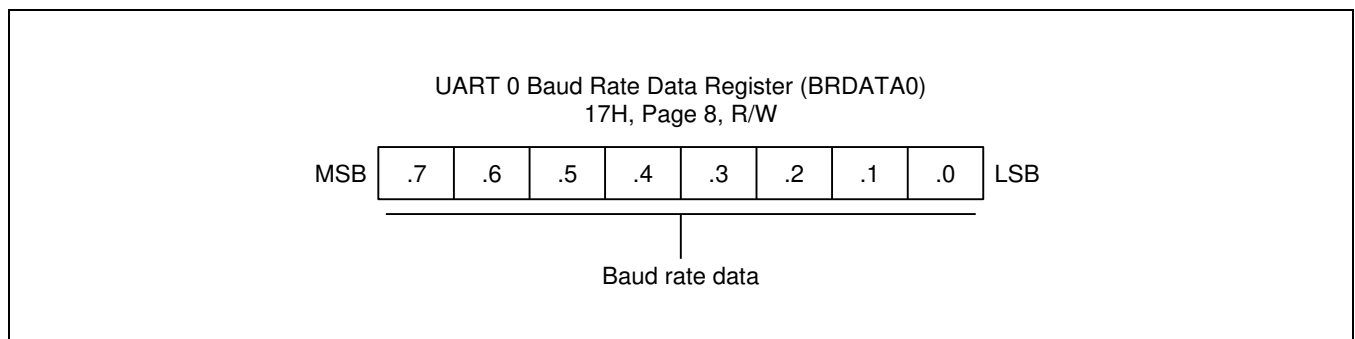 UART 0 Baud Rate Data Register (BRDATA0)
17H, Page 8, R/W
MSB .7 .6 .5 .4 .3 .2 .1 .0 LSB
Baud rate data